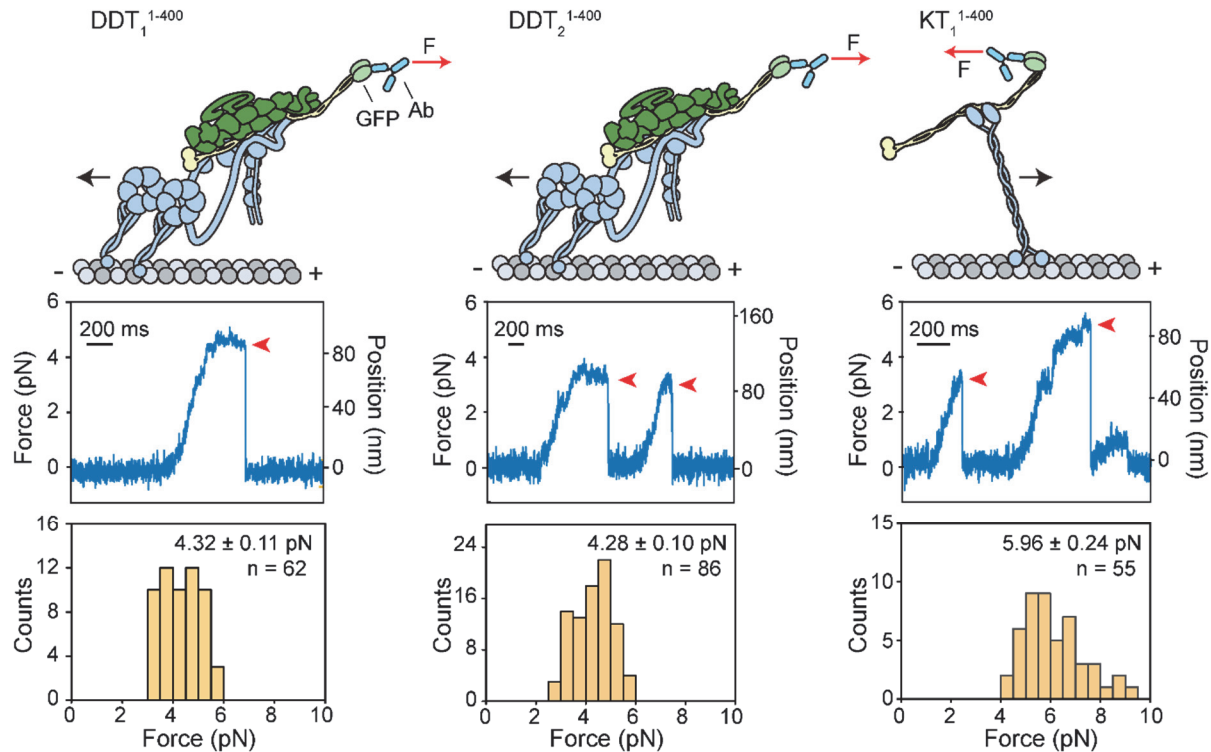 DDT₁¹⁻⁴⁰⁰
F
GFP
Ab
- +
6
4
2
0
Force (pN)
200 ms
80
40
0
Position (nm)
16
12
8
4
0
Counts
4.32 ± 0.11 pN
n = 62
0 2 4 6 8 10
Force (pN)
DDT₂¹⁻⁴⁰⁰
F
- +
6
4
2
0
Force (pN)
200 ms
160
80
0
Position (nm)
24
16
8
0
Counts
4.28 ± 0.10 pN
n = 86
0 2 4 6 8 10
Force (pN)
KT₁¹⁻⁴⁰⁰
F
- +
6
4
2
0
Force (pN)
200 ms
80
40
0
Position (nm)
15
10
5
0
Counts
5.96 ± 0.24 pN
n = 55
0 2 4 6 8 10
Force (pN)